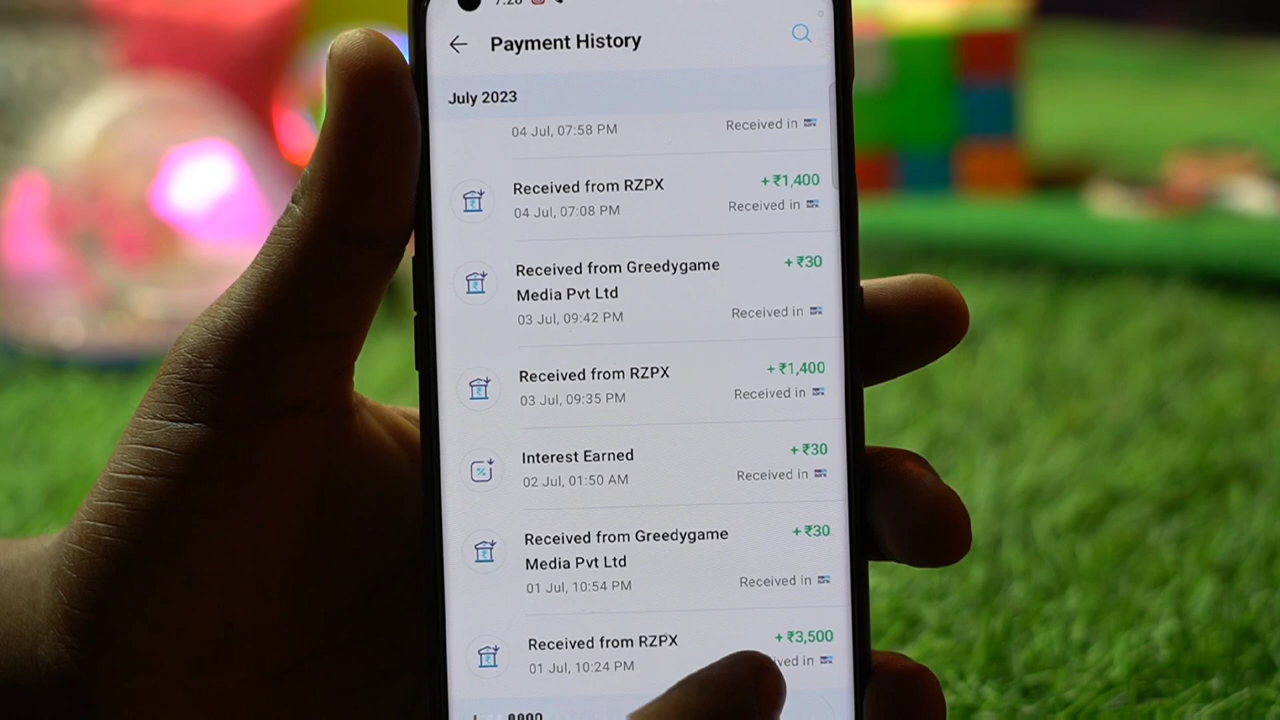 7:28
Payment History
July 2023
04 Jul, 07:58 PM
Received in
Received from RZPX
+₹1,400
04 Jul, 07:08 PM
Received in
Received from Greedygame
+₹30
Media Pvt Ltd
03 Jul, 09:42 PM
Received in
Received from RZPX
+₹1,400
03 Jul, 09:35 PM
Received in
Interest Earned
+₹30
02 Jul, 01:50 AM
Received in
Received from Greedygame
+₹30
Media Pvt Ltd
01 Jul, 10:54 PM
Received in
Received from RZPX
+₹3,500
01 Jul, 10:24 PM
ived in